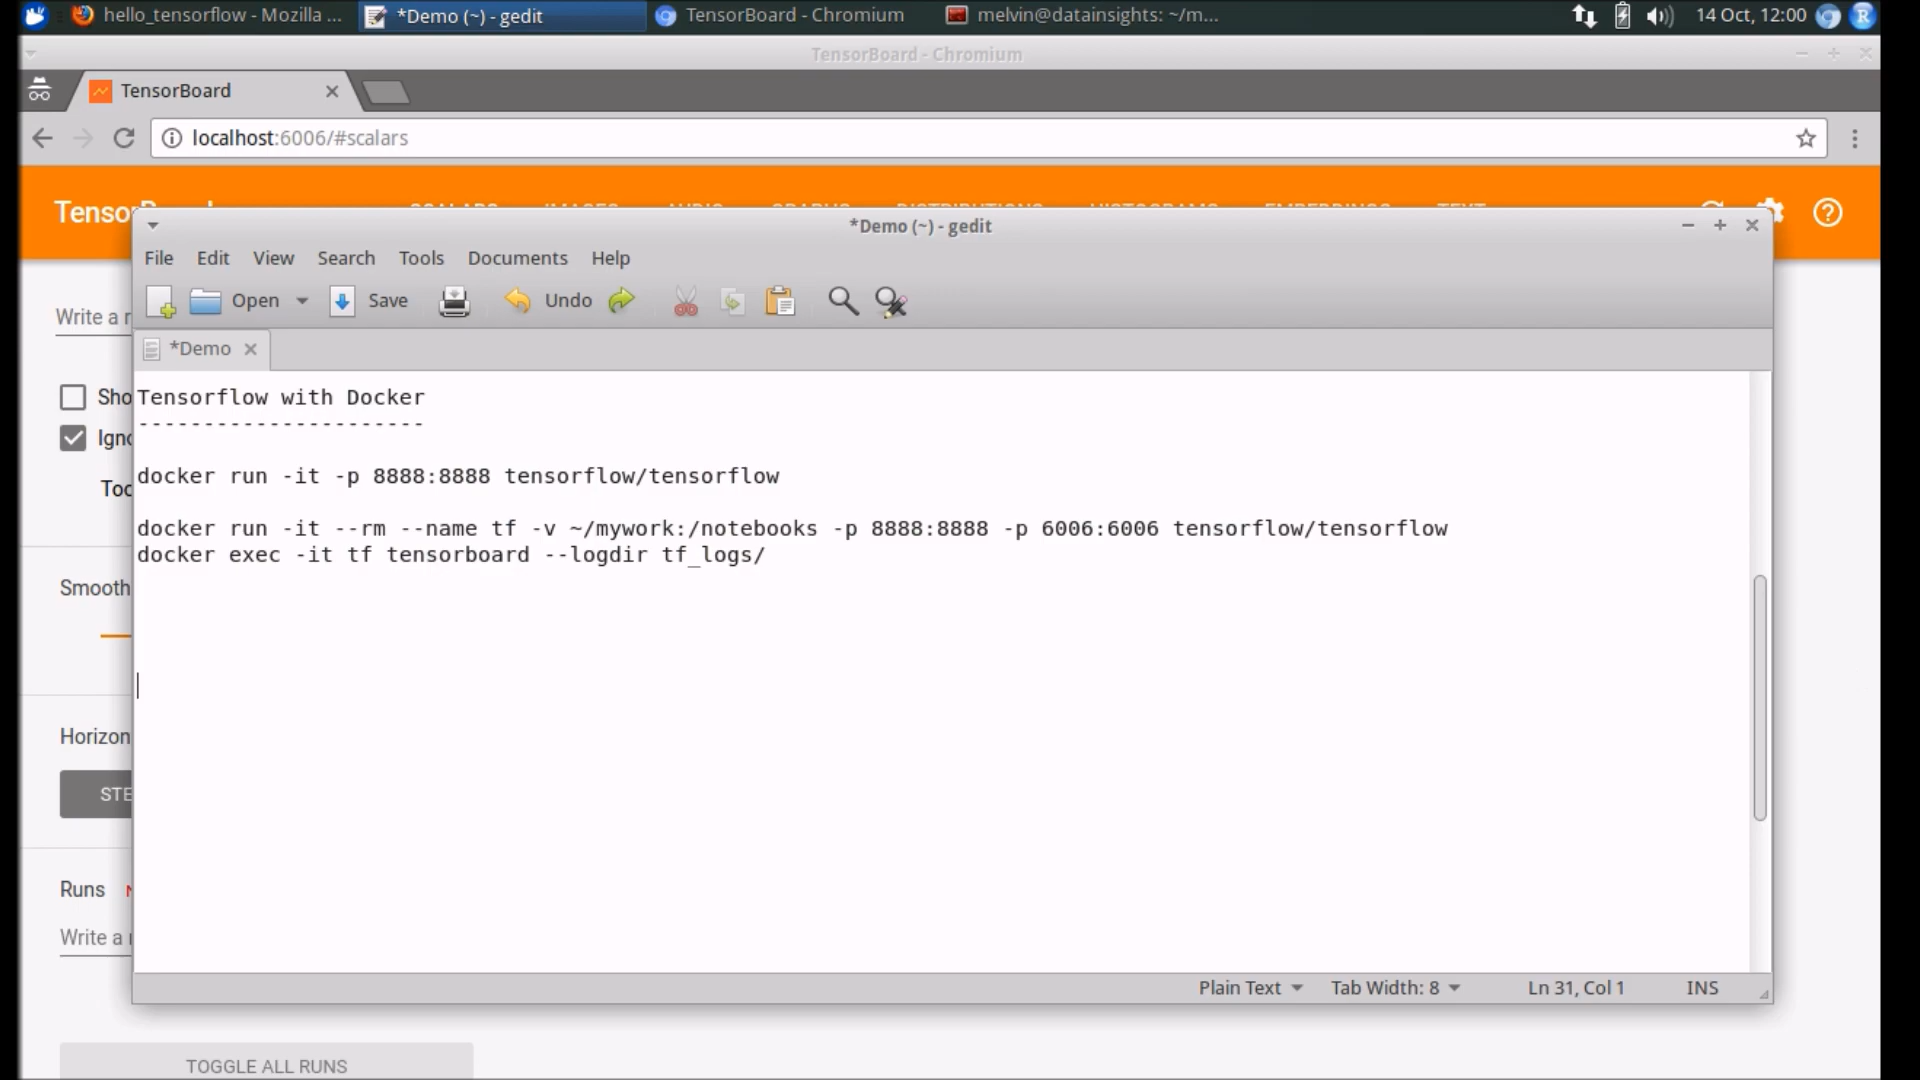 hello_tensorflow - Mozilla ...
*Demo (~) - gedit
TensorBoard - Chromium
melvin@datainsights: ~/m...
14 Oct, 12:00
TensorBoard - Chromium
TensorBoard
localhost:6006/#scalars
*Demo (~) - gedit
File Edit View Search Tools Documents Help
Open Save Undo
*Demo
Write a r
Tensorflow with Docker
----------------------
docker run -it -p 8888:8888 tensorflow/tensorflow
docker run -it --rm --name tf -v ~/mywork:/notebooks -p 8888:8888 -p 6006:6006 tensorflow/tensorflow
docker exec -it tf tensorboard --logdir tf_logs/
Smooth
Horizon
STE
Runs
Write a
Plain Text Tab Width: 8 Ln 31, Col 1 INS
TOGGLE ALL RUNS